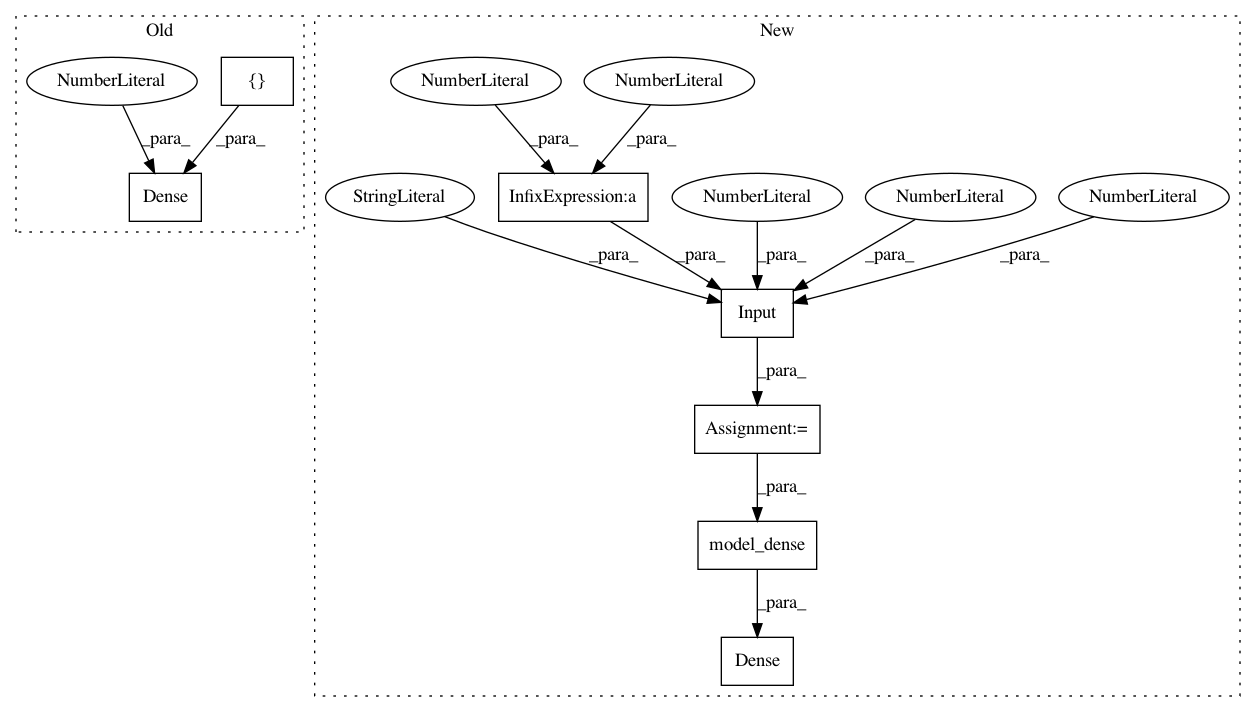 Old
New
NumberLiteral
{}
NumberLiteral
NumberLiteral
_para_
_para_
_para_
_para_
Dense
StringLiteral
InfixExpression:a
NumberLiteral
NumberLiteral
NumberLiteral
_para_
_para_
_para_
_para_
_para_
Input
_para_
Assignment:=
_para_
model_dense
_para_
Dense